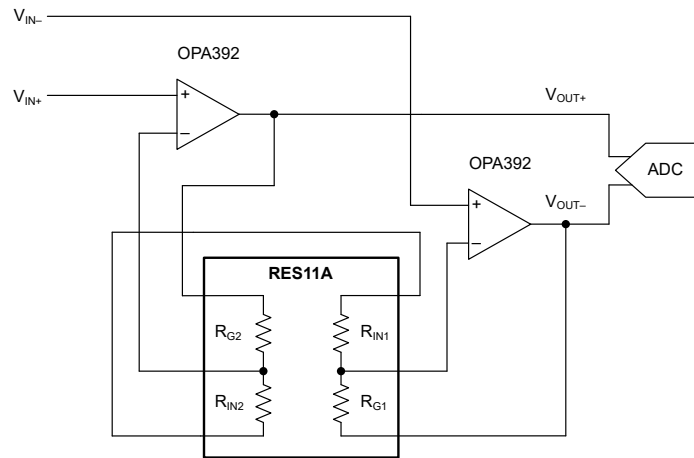 VIN–
OPA392
VIN+
+
–
VOUT+
OPA392
ADC
+
–
VOUT–
RES11A
RG2
RIN1
RIN2
RG1